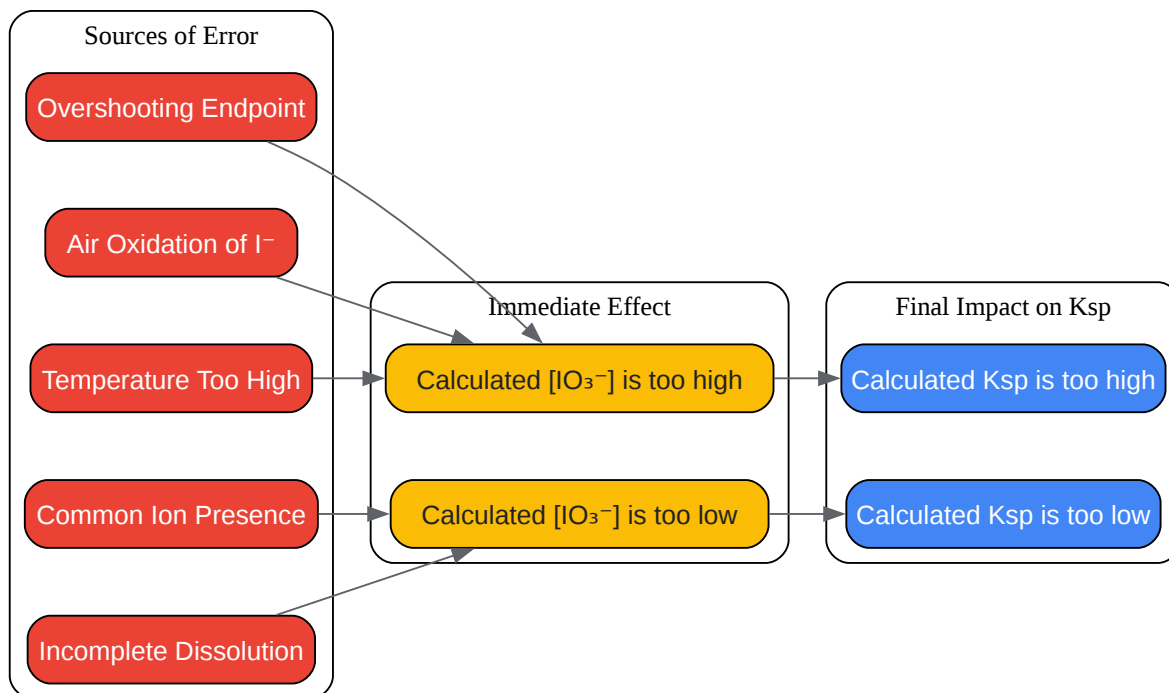 Sources of Error
Overshooting Endpoint
Air Oxidation of I⁻
Temperature Too High
Common Ion Presence
Incomplete Dissolution
Immediate Effect
Calculated [IO₃⁻] is too high
Calculated [IO₃⁻] is too low
Final Impact on Ksp
Calculated Ksp is too high
Calculated Ksp is too low